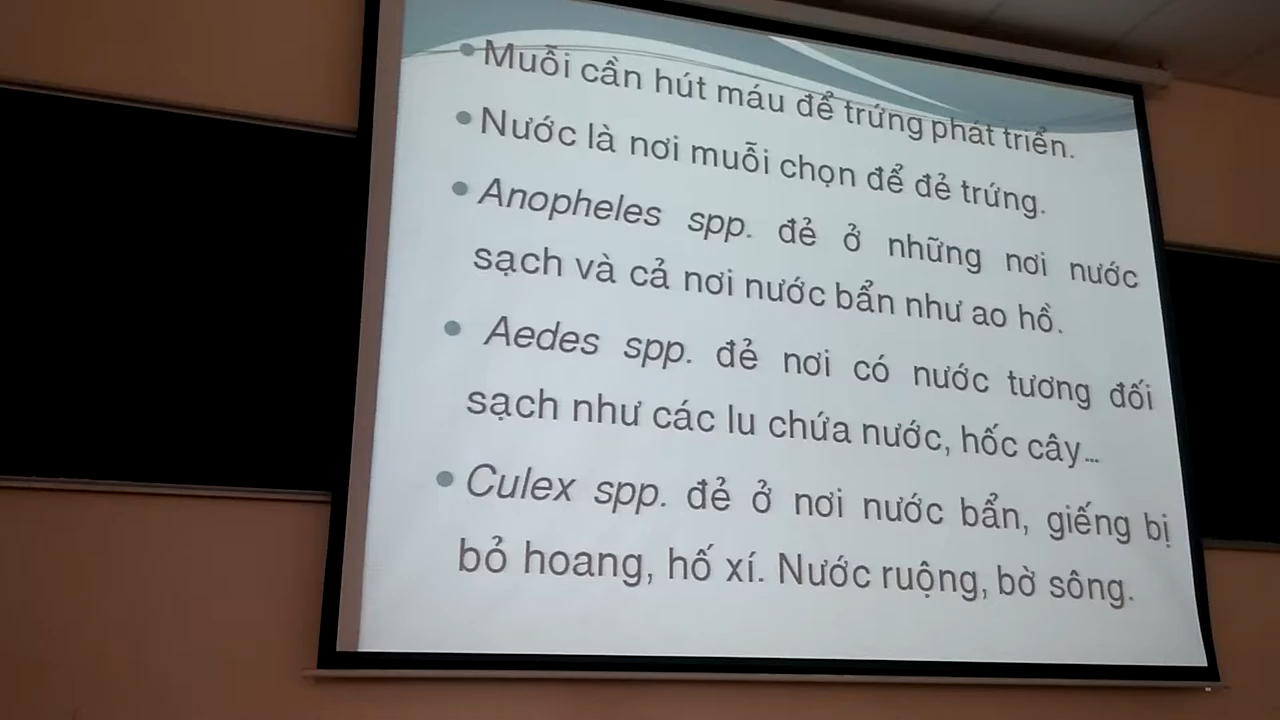 • Muỗi cần hút máu để trứng phát triển.
• Nước là nơi muỗi chọn để đẻ trứng.
• Anopheles spp. đẻ ở những nơi nước
sạch và cả nơi nước bẩn như ao hồ.
• Aedes spp. đẻ nơi có nước tương đối
sạch như các lu chứa nước, hốc cây...
• Culex spp. đẻ ở nơi nước bẩn, giếng bị
bỏ hoang, hố xí. Nước ruộng, bờ sông.